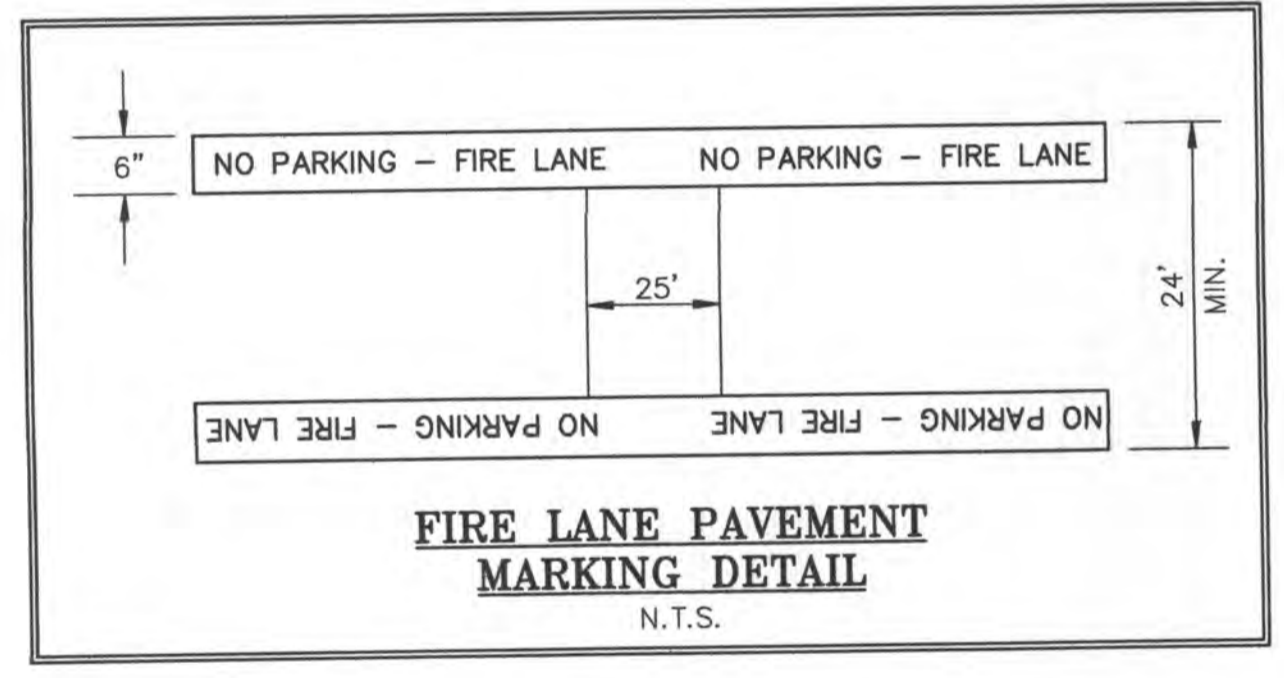 6"
NO PARKING – FIRE LANE NO PARKING – FIRE LANE
25'
24'
MIN.
NO PARKING – FIRE LANE NO PARKING – FIRE LANE
FIRE LANE PAVEMENT
MARKING DETAIL
N.T.S.